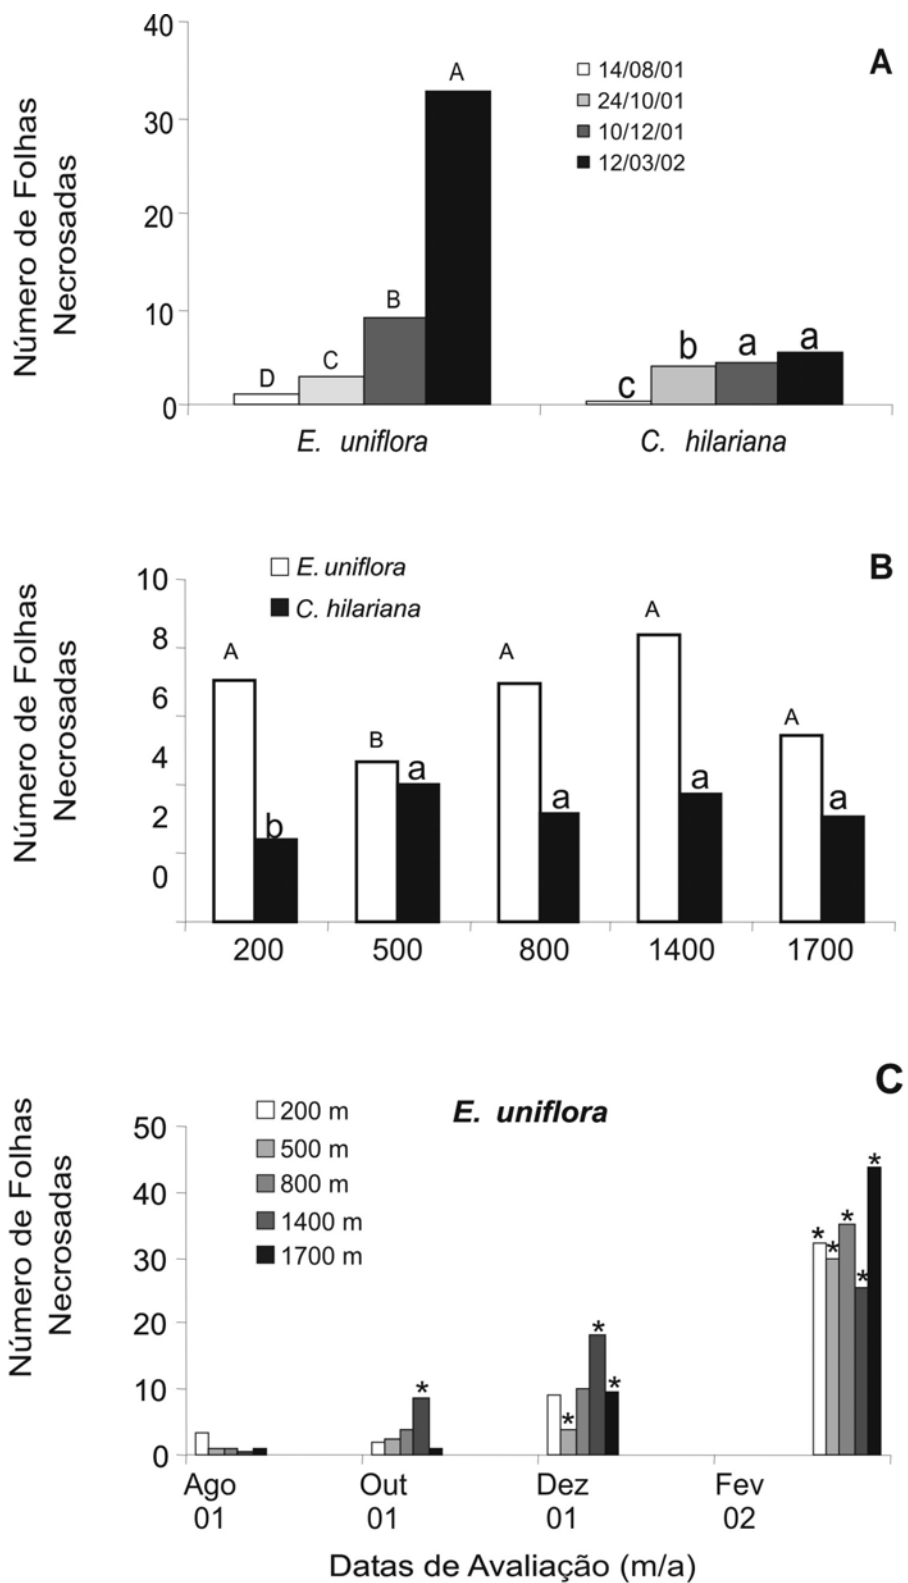 A
Número de Folhas
Necrosadas
40
30
20
10
0
14/08/01
24/10/01
10/12/01
12/03/02
D
C
B
A
c
b
a
a
E. uniflora
C. hilariana
B
Número de Folhas
Necrosadas
10
8
6
4
2
0
E. uniflora
C. hilariana
A
b
B
a
A
a
A
a
A
a
200
500
800
1400
1700
C
E. uniflora
Número de Folhas
Necrosadas
50
40
30
20
10
0
200 m
500 m
800 m
1400 m
1700 m
*
*
*
*
*
*
*
*
*
Ago
01
Out
01
Dez
01
Fev
02
Datas de Avaliação (m/a)